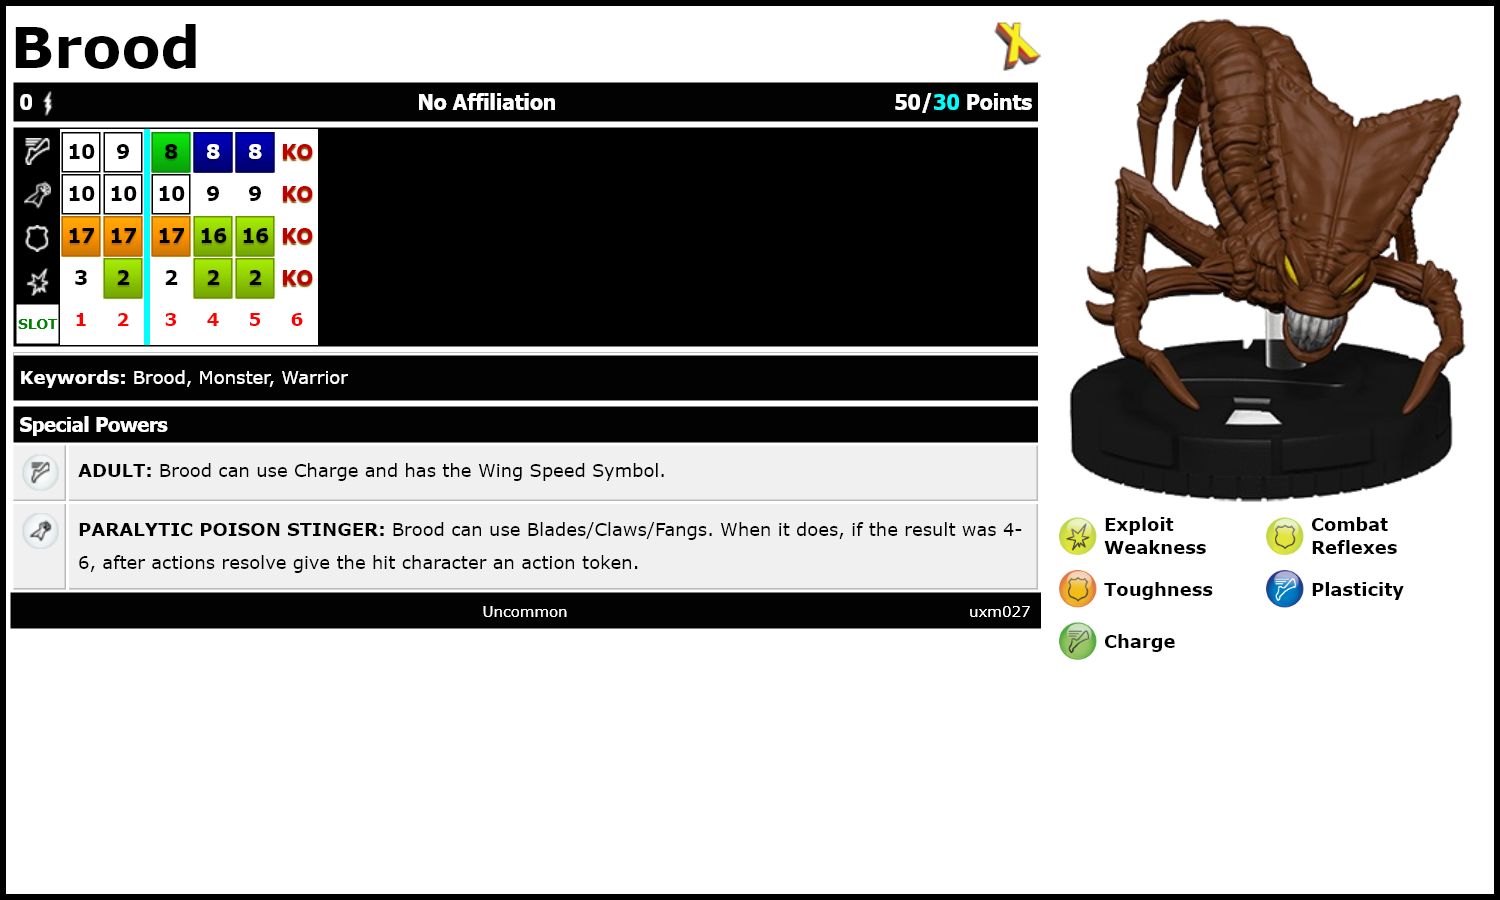 Brood
X
0 No Affiliation 50/30 Points
10 9 8 8 8 KO
10 10 10 9 9 KO
17 17 17 16 16 KO
3 2 2 2 2 KO
SLOT 1 2 3 4 5 6
Keywords: Brood, Monster, Warrior
Special Powers
ADULT: Brood can use Charge and has the Wing Speed Symbol.
PARALYTIC POISON STINGER: Brood can use Blades/Claws/Fangs. When it does, if the result was 4-
6, after actions resolve give the hit character an action token.
Uncommon uxm027
Exploit
Weakness
Combat
Reflexes
Toughness
Plasticity
Charge